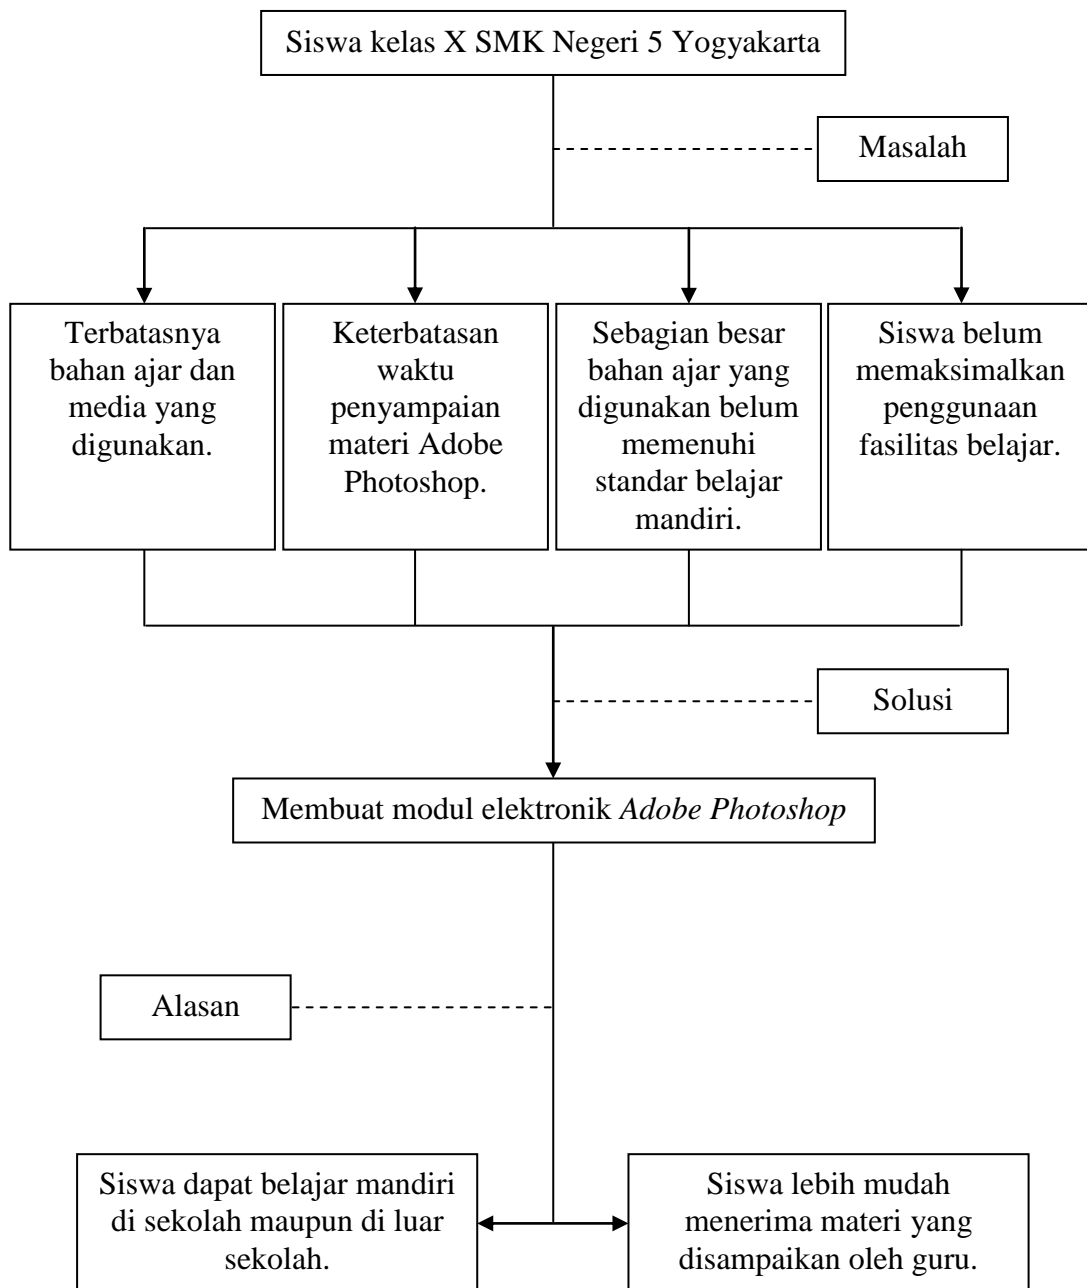 Siswa kelas X SMK Negeri 5 Yogyakarta
Masalah
Terbatasnya
bahan ajar dan
media yang
digunakan.
Keterbatasan
waktu
penyampaian
materi Adobe
Photoshop.
Sebagian besar
bahan ajar yang
digunakan belum
memenuhi
standar belajar
mandiri.
Siswa belum
memaksimalkan
penggunaan
fasilitas belajar.
Solusi
Membuat modul elektronik Adobe Photoshop
Alasan
Siswa dapat belajar mandiri
di sekolah maupun di luar
sekolah.
Siswa lebih mudah
menerima materi yang
disampaikan oleh guru.